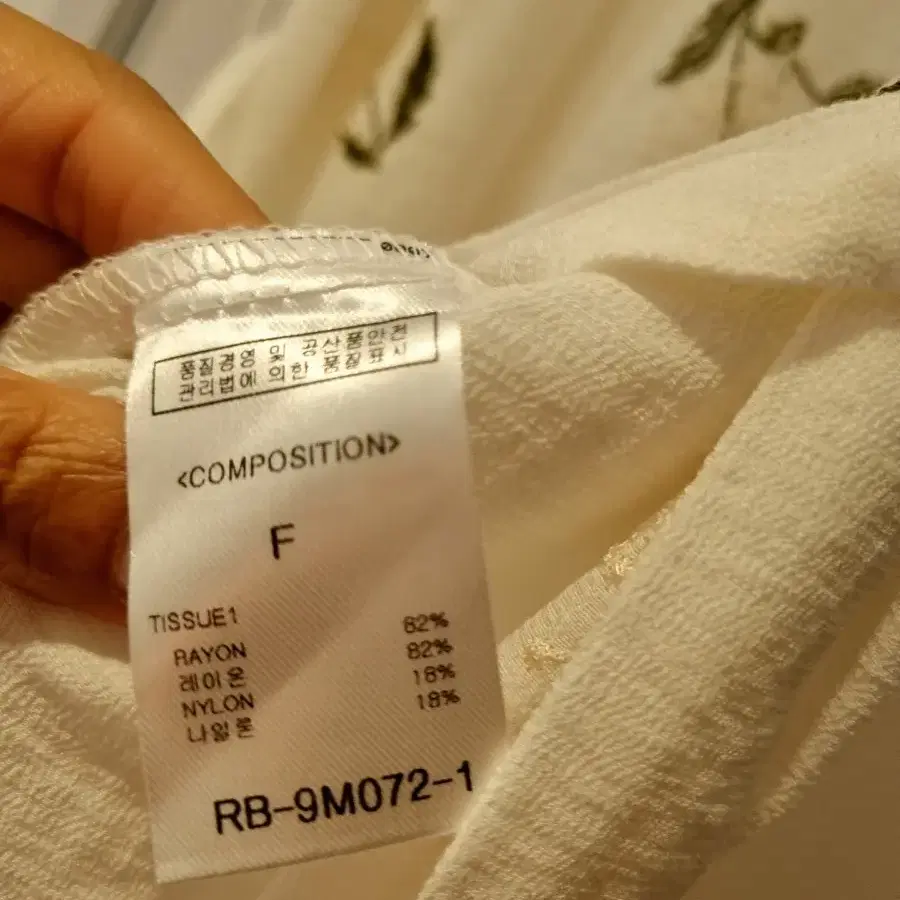 품질경영 및 공산품안전
관리법에 의한 품질표시
<COMPOSITION>
F
TISSUE1
RAYON 82%
레이온 82%
NYLON 18%
나일론 18%
RB-9M072-1